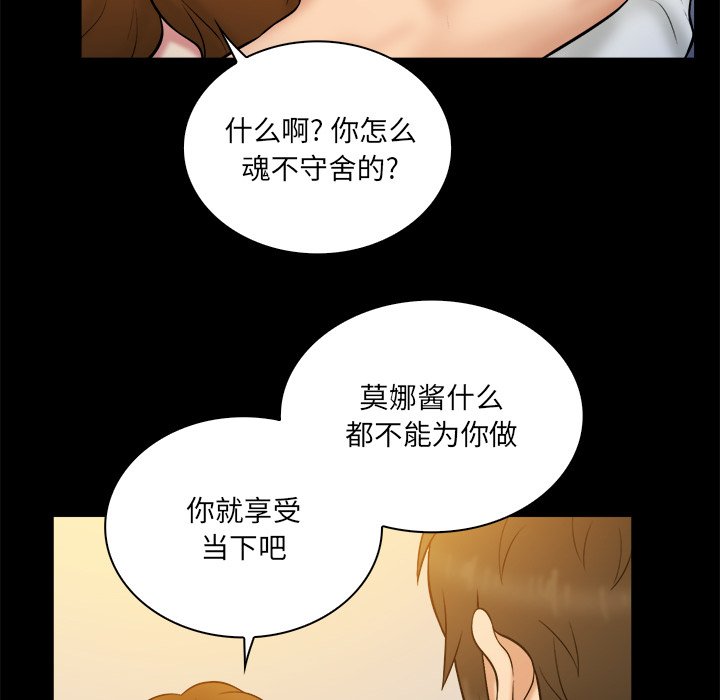 什么啊? 你怎么
魂不守舍的?
莫娜酱什么
都不能为你做
你就享受
当下吧